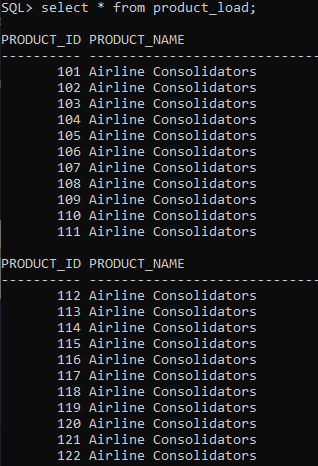 SQL> select * from product_load;
PRODUCT_ID PRODUCT_NAME
---------- ------------------------------
101 Airline Consolidators
102 Airline Consolidators
103 Airline Consolidators
104 Airline Consolidators
105 Airline Consolidators
106 Airline Consolidators
107 Airline Consolidators
108 Airline Consolidators
109 Airline Consolidators
110 Airline Consolidators
111 Airline Consolidators
PRODUCT_ID PRODUCT_NAME
---------- ------------------------------
112 Airline Consolidators
113 Airline Consolidators
114 Airline Consolidators
115 Airline Consolidators
116 Airline Consolidators
117 Airline Consolidators
118 Airline Consolidators
119 Airline Consolidators
120 Airline Consolidators
121 Airline Consolidators
122 Airline Consolidators